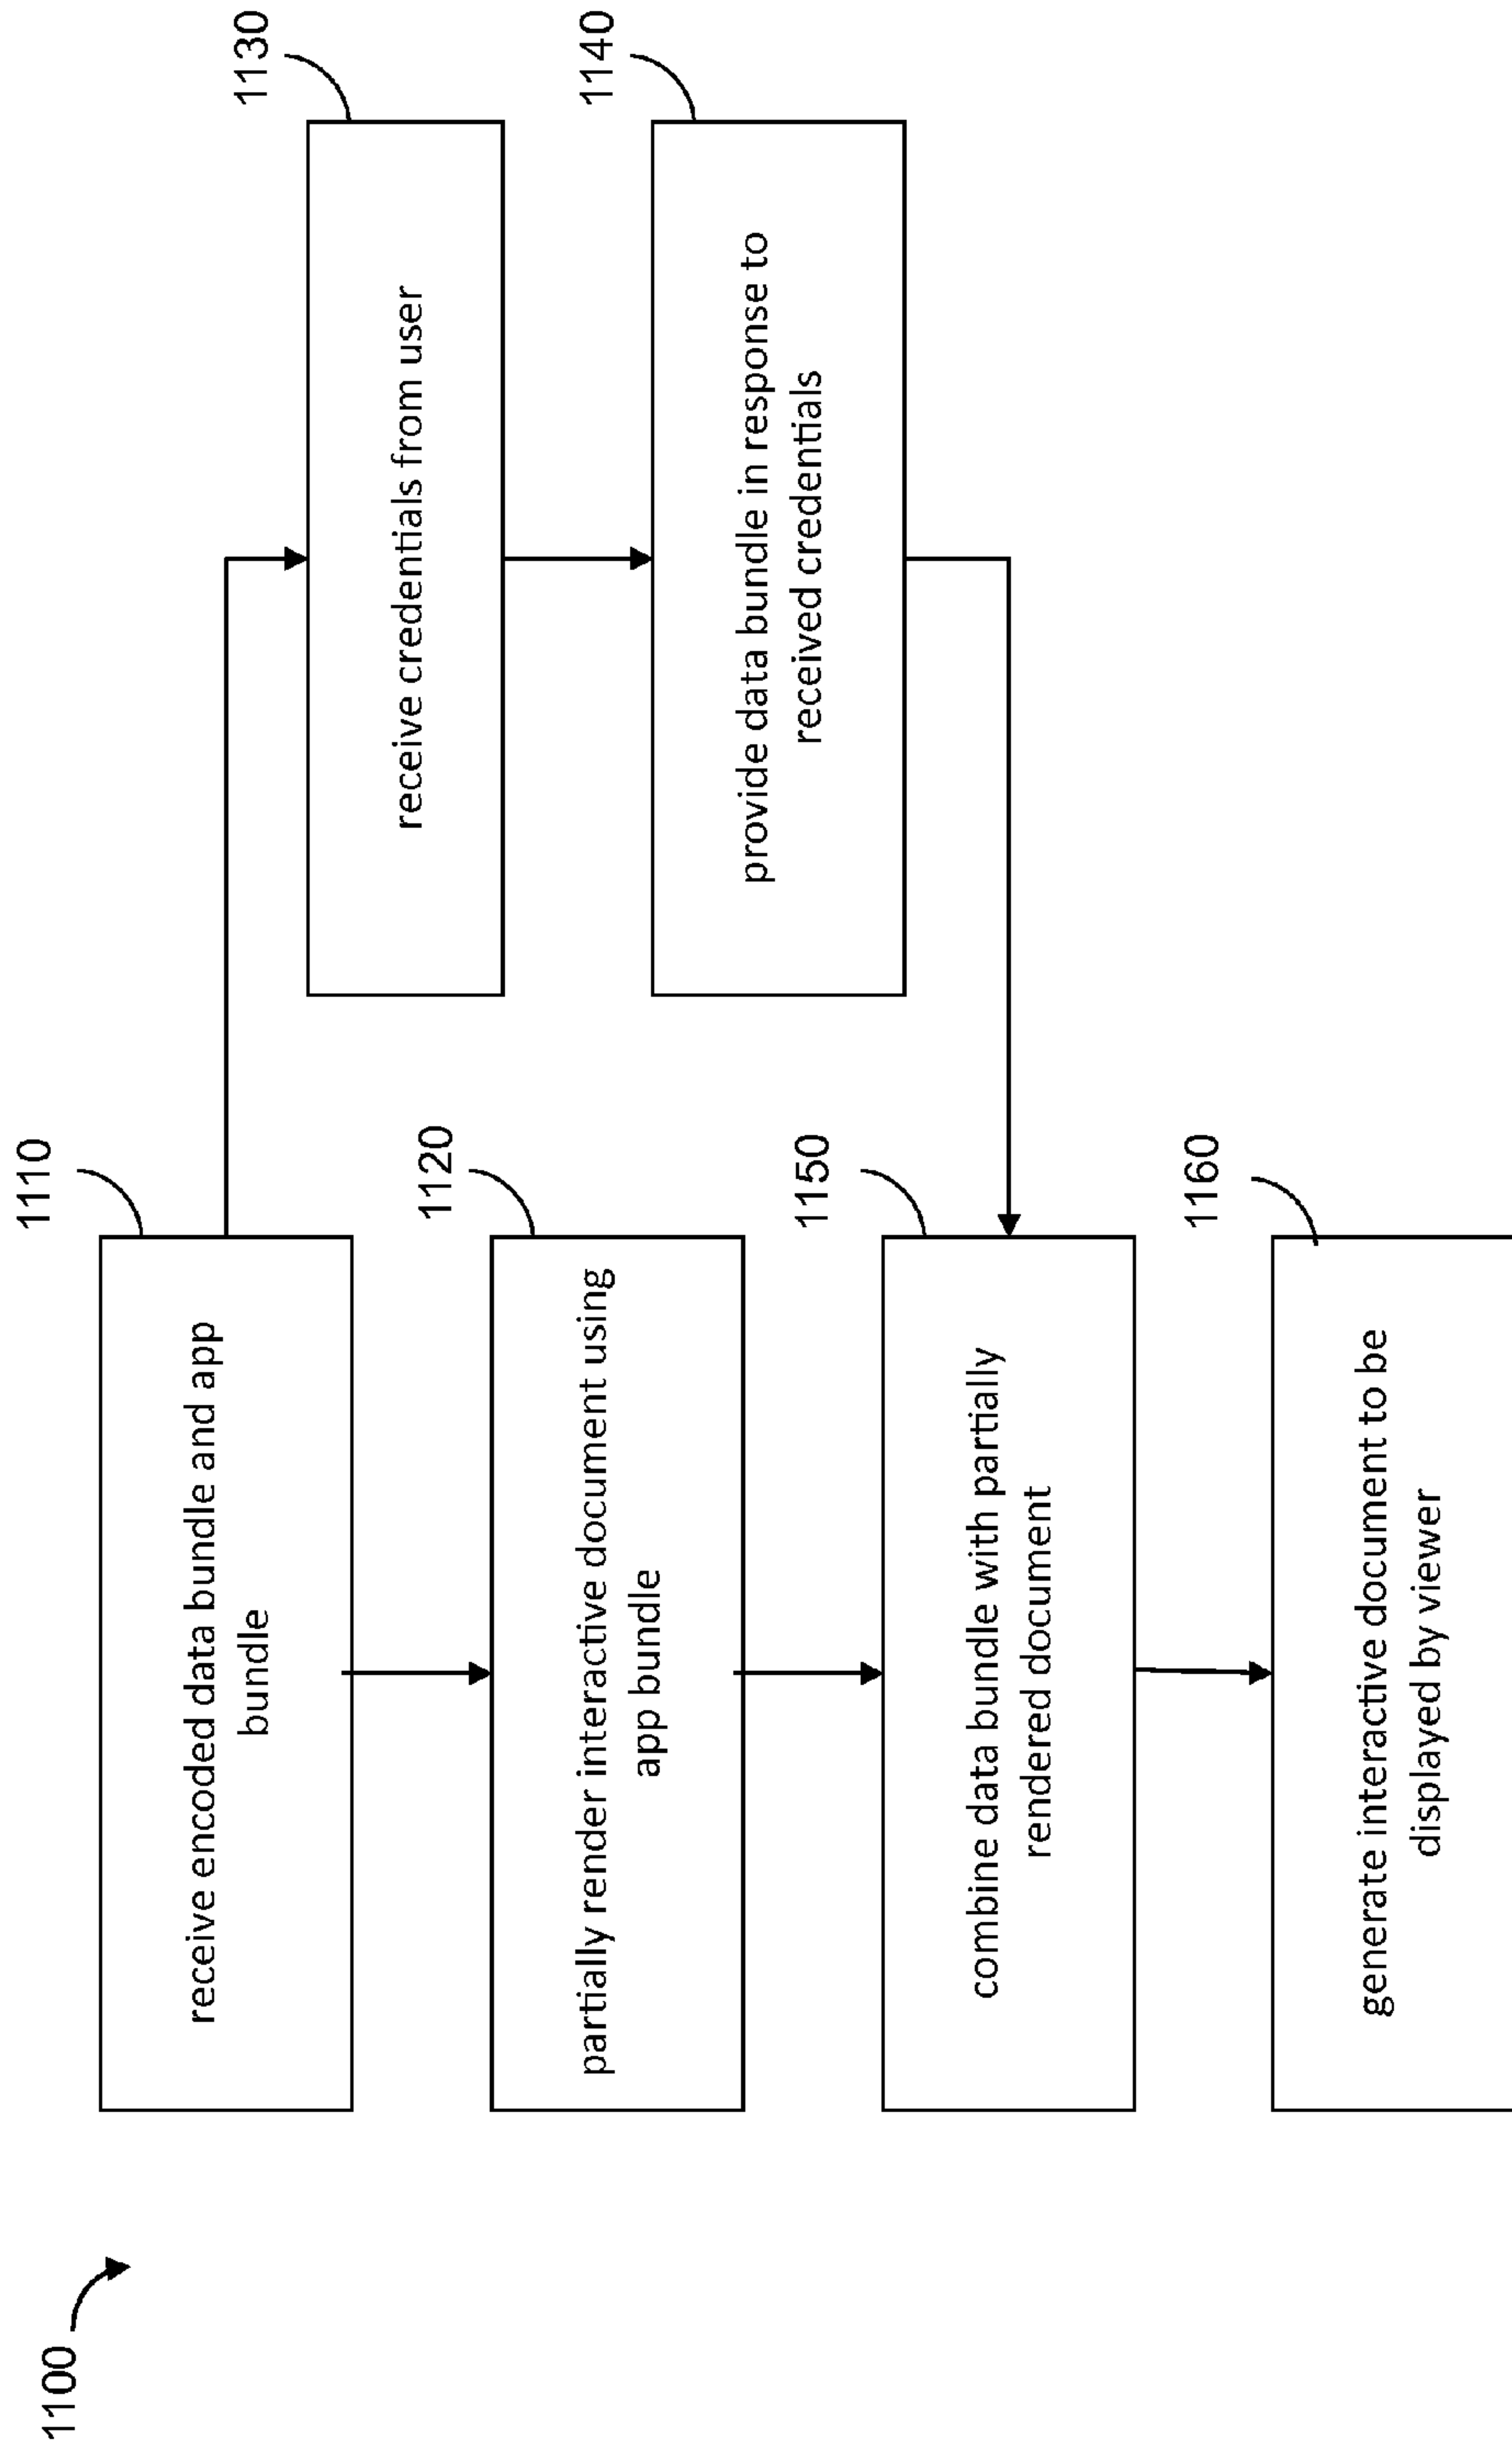 1100
1110
receive encoded data bundle and app
bundle
1120
partially render interactive document using
app bundle
1130
receive credentials from user
1140
provide data bundle in response to
received credentials
1150
combine data bundle with partially
rendered document
1160
generate interactive document to be
displayed by viewer